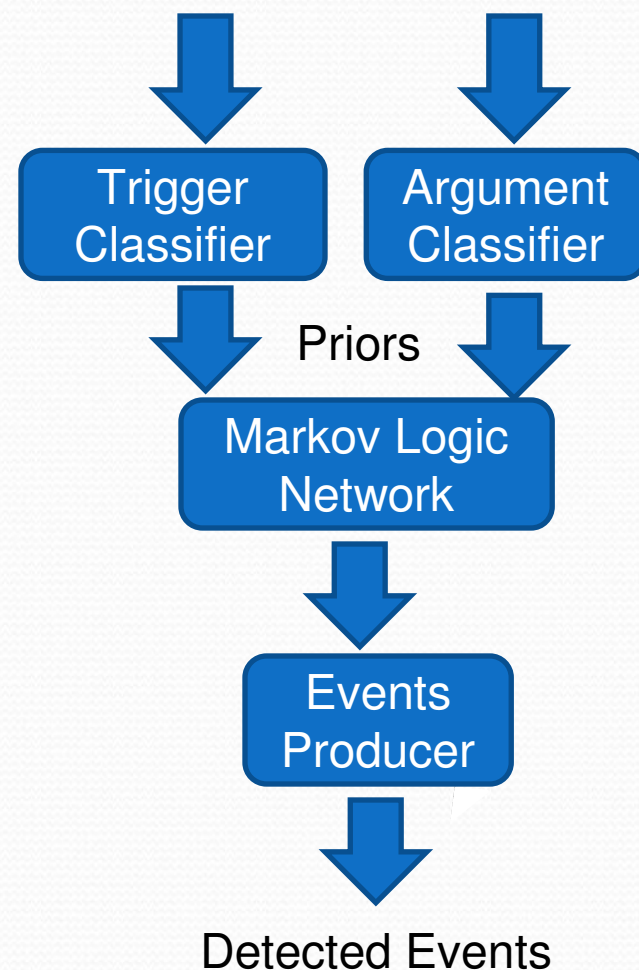 Trigger
Classifier
Argument
Classifier
Priors
Markov Logic
Network
Events
Producer
Detected Events